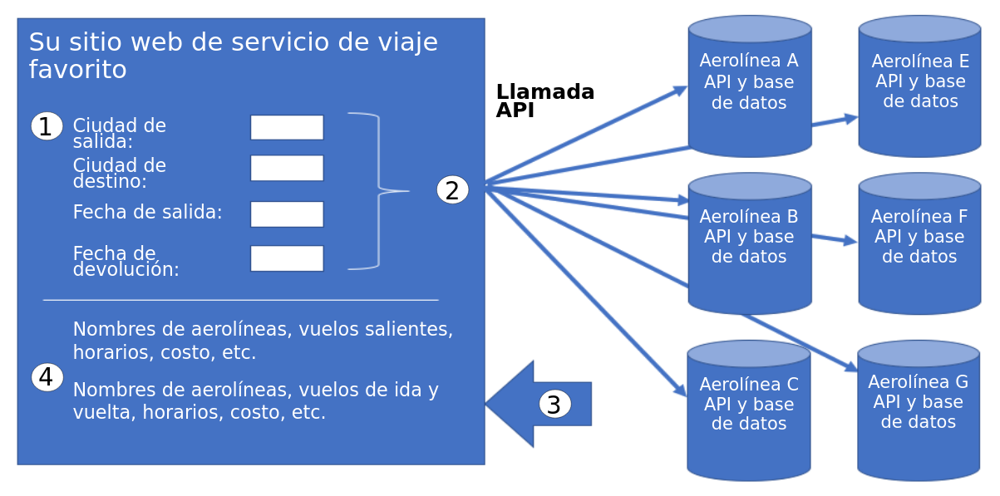 Su sitio web de servicio de viaje
favorito
1
Ciudad de
salida:
Ciudad de
destino:
Fecha de salida:
Fecha de
devolución:
2
Llamada
API
Nombres de aerolíneas, vuelos salientes,
horarios, costo, etc.
4
Nombres de aerolíneas, vuelos de ida y
vuelta, horarios, costo, etc.
3
Aerolínea A
API y base
de datos
Aerolínea E
API y base
de datos
Aerolínea B
API y base
de datos
Aerolínea F
API y base
de datos
Aerolínea C
API y base
de datos
Aerolínea G
API y base
de datos